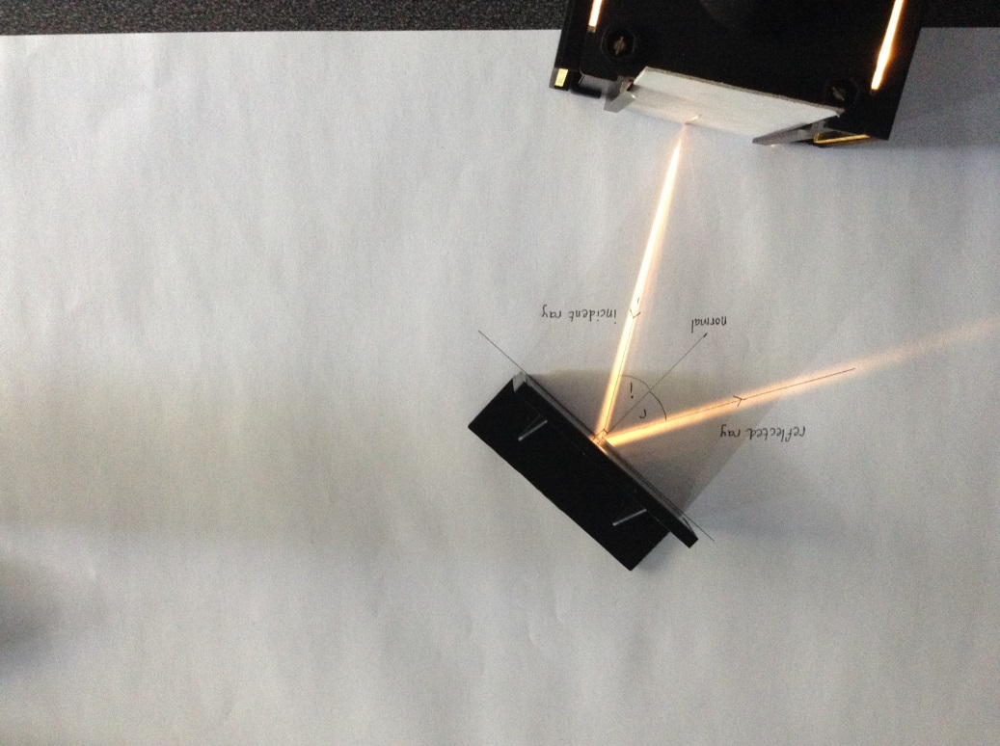 reflected ray
r
i
normal
incident ray